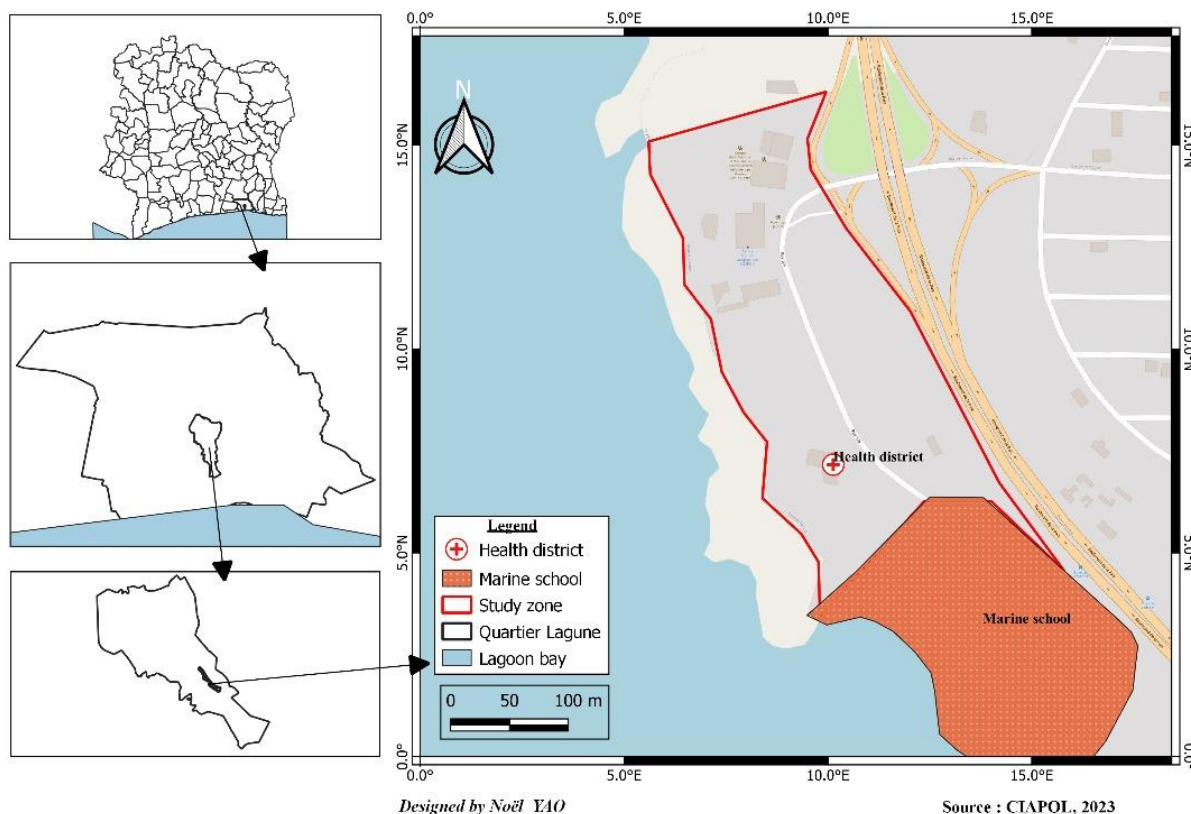 0.0°
5.0°E
10.0°E
15.0°E
N
15.0°N
15.0°N
10.0°N
10.0°N
Health district
5.0°N
5.0°N
Legend
Health district
Marine school
Study zone
Quartier Lagune
Lagoon bay
Marine school
0 50 100 m
0.0°
0.0°
0.0°
5.0°E
10.0°E
15.0°E
Designed by Noël YAO
Source : CIAPOL, 2023